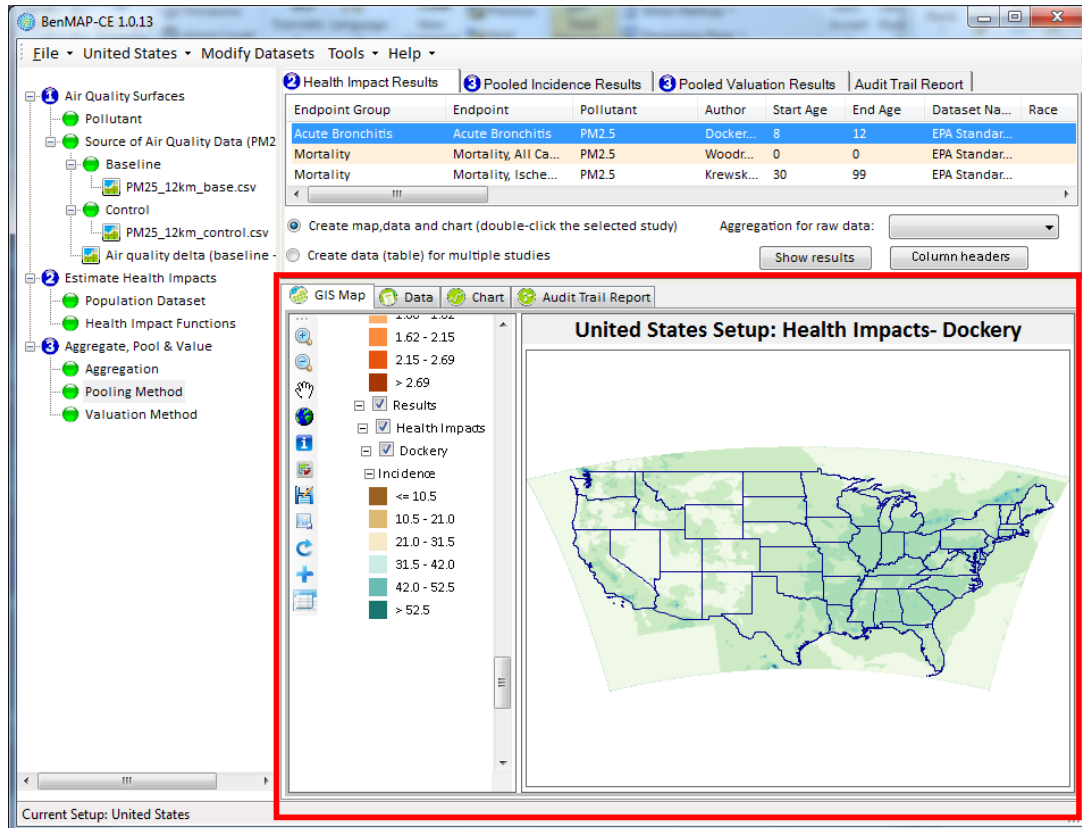 BenMAP-CE 1.0.13
File United States Modify Datasets Tools Help
1 Air Quality Surfaces
Pollutant
Source of Air Quality Data (PM2
Baseline
PM25_12km_base.csv
Control
PM25_12km_control.csv
Air quality delta (baseline -
2 Estimate Health Impacts
Population Dataset
Health Impact Functions
3 Aggregate, Pool & Value
Aggregation
Pooling Method
Valuation Method
2 Health Impact Results 3 Pooled Incidence Results 3 Pooled Valuation Results Audit Trail Report
Endpoint Group Endpoint Pollutant Author Start Age End Age Dataset Na... Race
Acute Bronchitis Acute Bronchitis PM2.5 Docker... 8 12 EPA Standar...
Mortality Mortality, All Ca... PM2.5 Woodr... 0 0 EPA Standar...
Mortality Mortality, Ische... PM2.5 Krewsk... 30 99 EPA Standar...
Create map,data and chart (double-click the selected study) Aggregation for raw data:
Create data (table) for multiple studies Show results Column headers
GIS Map Data Chart Audit Trail Report
1.62 - 2.15
2.15 - 2.69
> 2.69
Results
Health Impacts
Dockery
Incidence
<= 10.5
10.5 - 21.0
21.0 - 31.5
31.5 - 42.0
42.0 - 52.5
> 52.5
United States Setup: Health Impacts- Dockery
Current Setup: United States